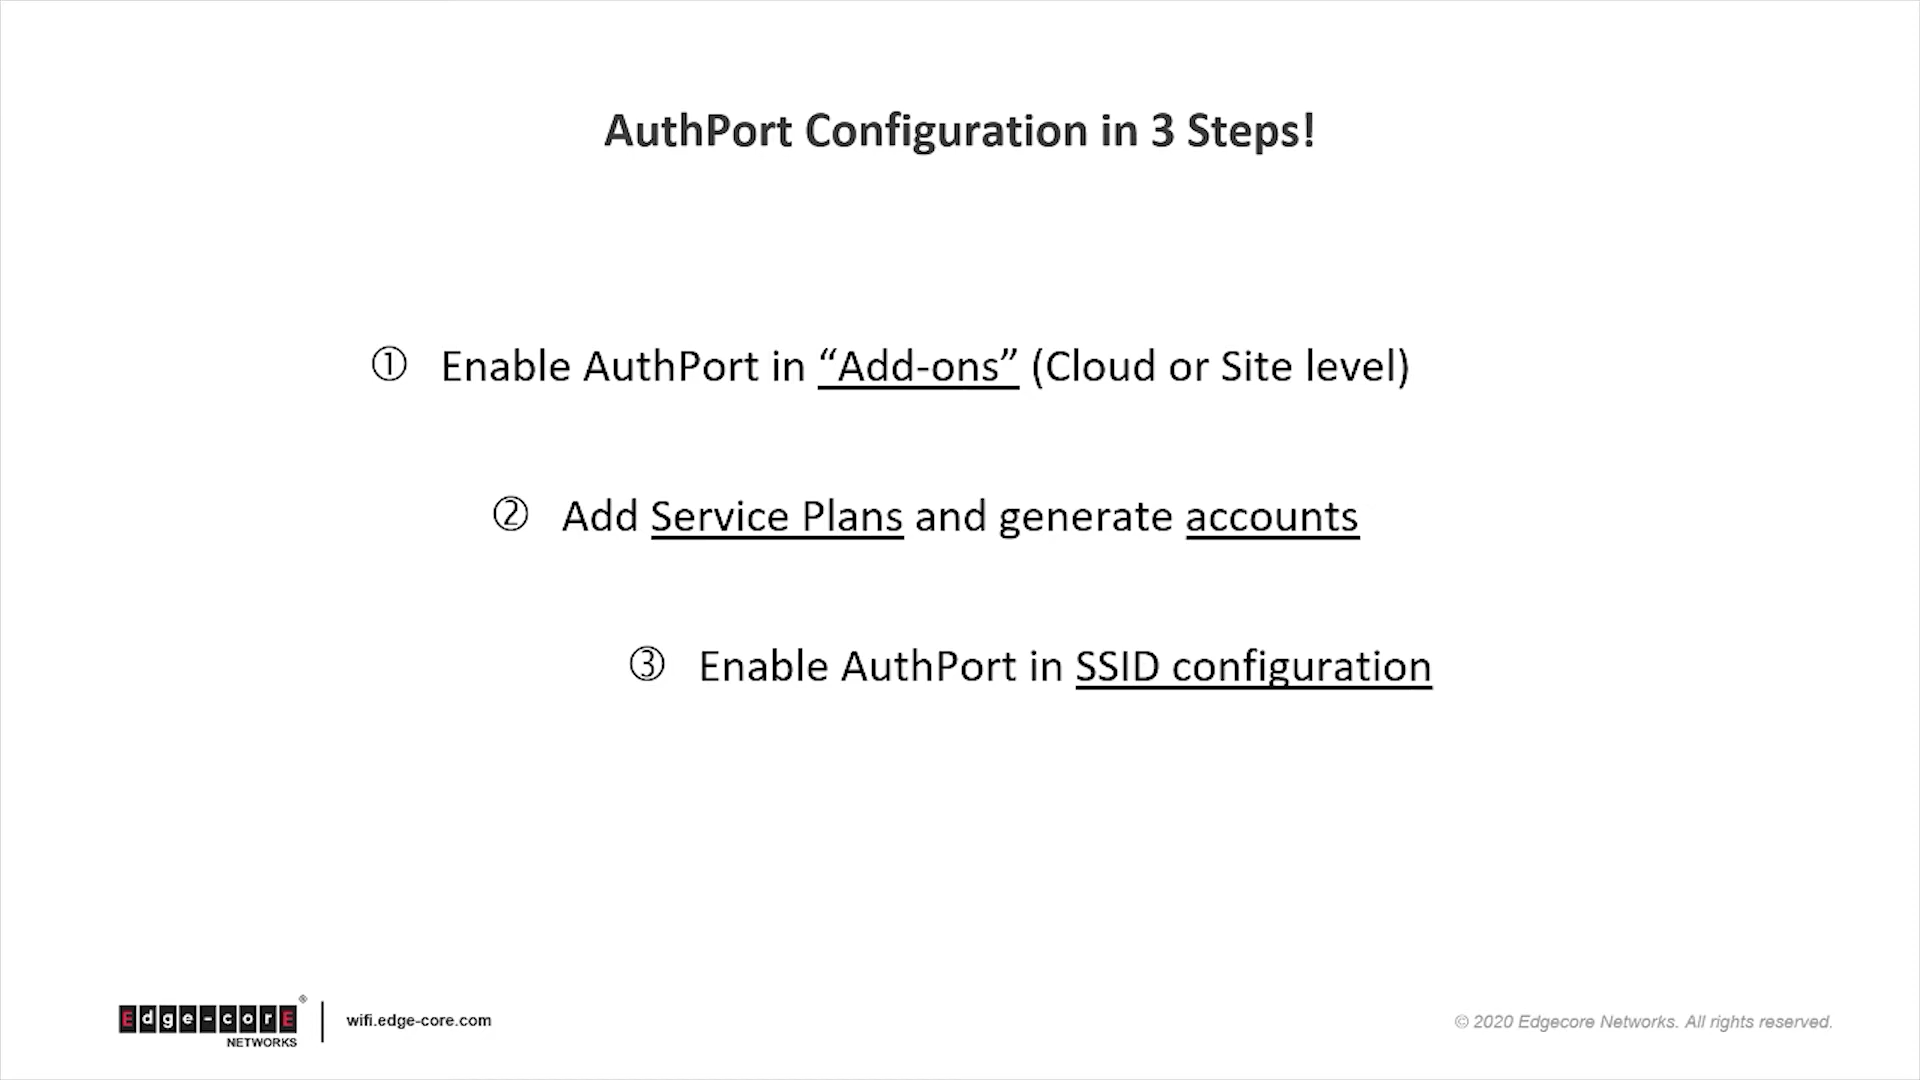 AuthPort Configuration in 3 Steps!
① Enable AuthPort in “Add-ons” (Cloud or Site level)
② Add Service Plans and generate accounts
③ Enable AuthPort in SSID configuration
Edge-corE®
NETWORKS
wifi.edge-core.com
© 2020 Edgecore Networks. All rights reserved.